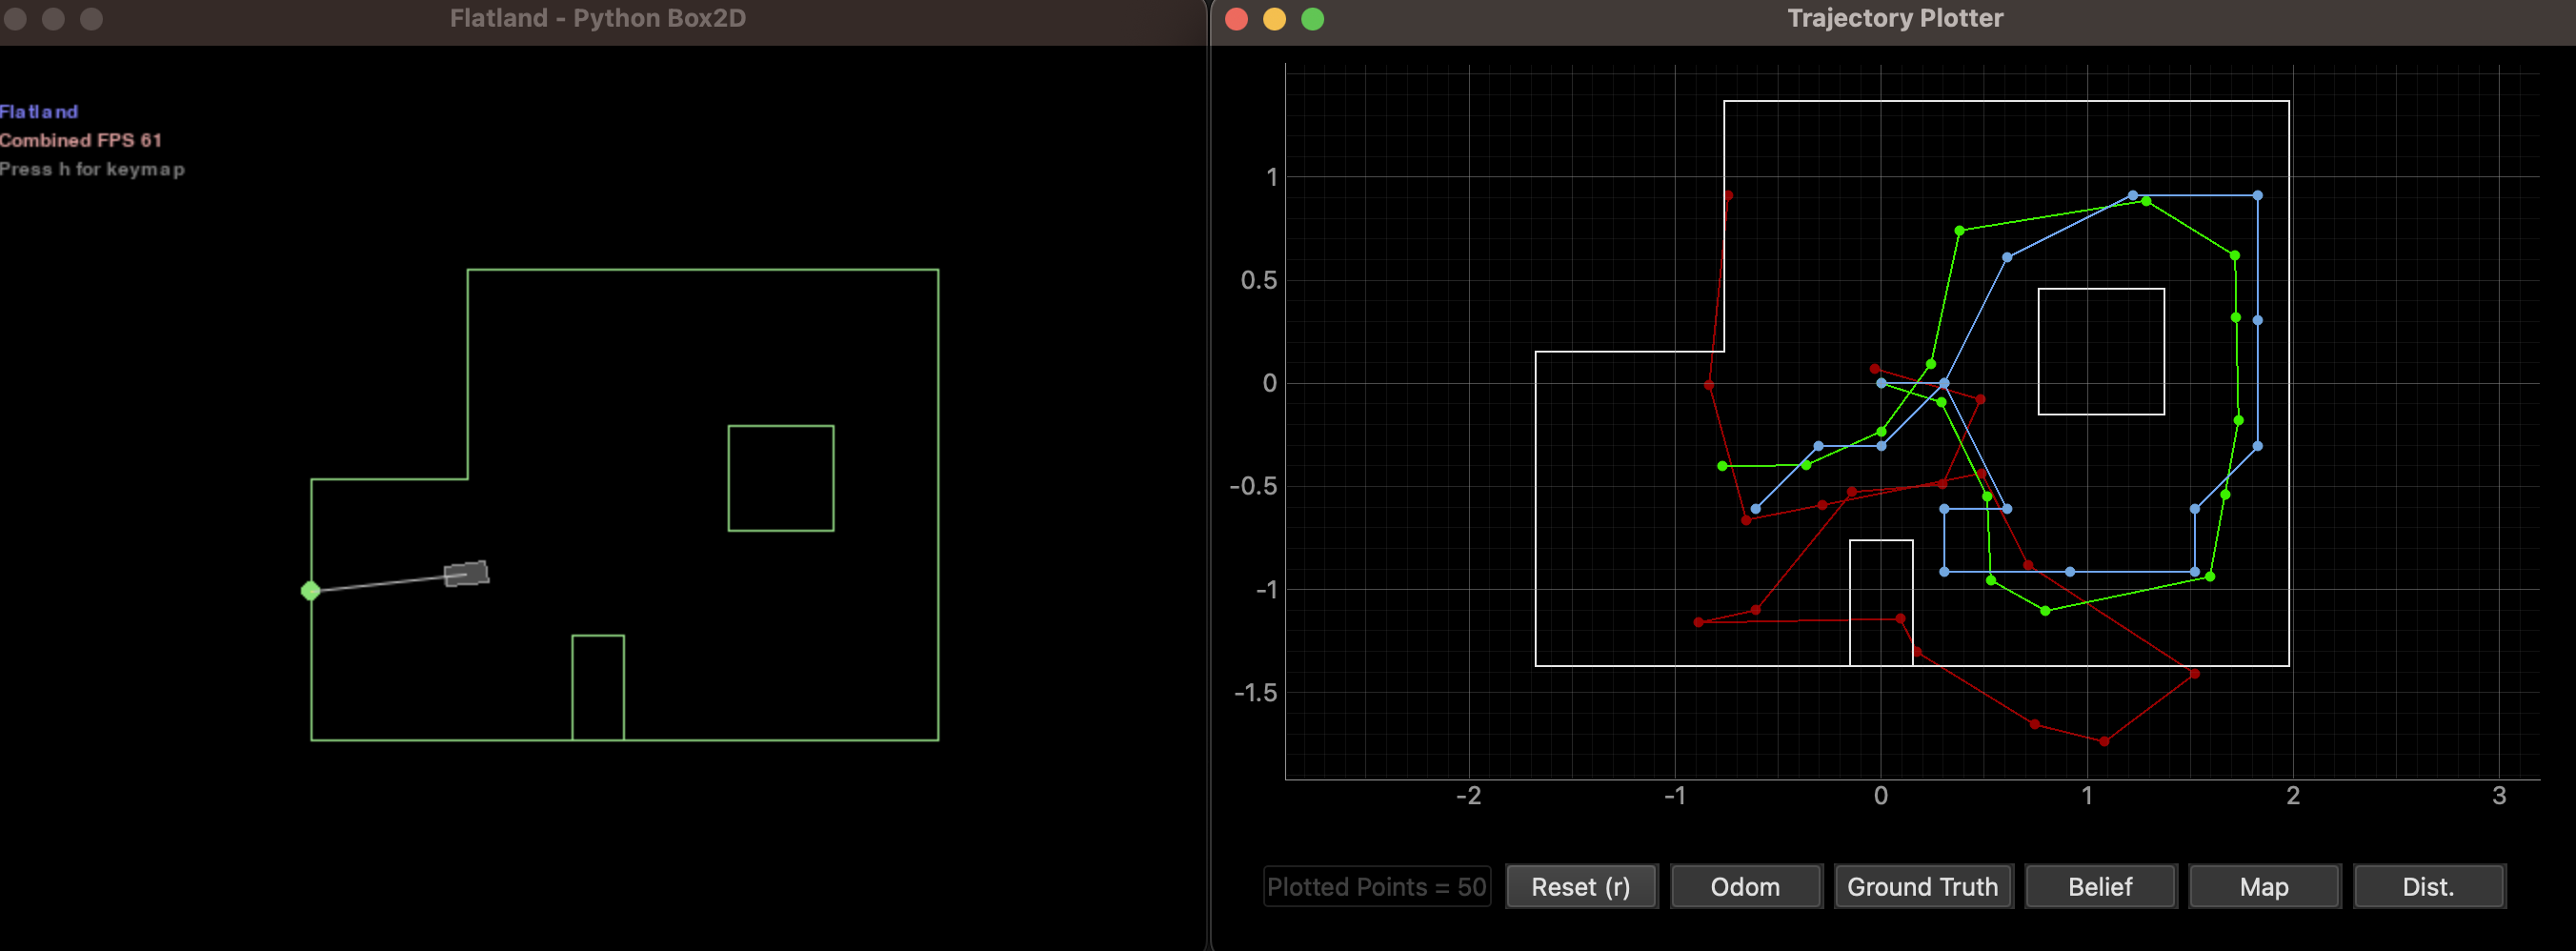 Flatland - Python Box2D
Flatland
Combined FPS 61
Press h for keymap
Trajectory Plotter
1
0.5
0
-0.5
-1
-1.5
-2 -1 0 1 2 3
Plotted Points = 50 Reset (r) Odom Ground Truth Belief Map Dist.